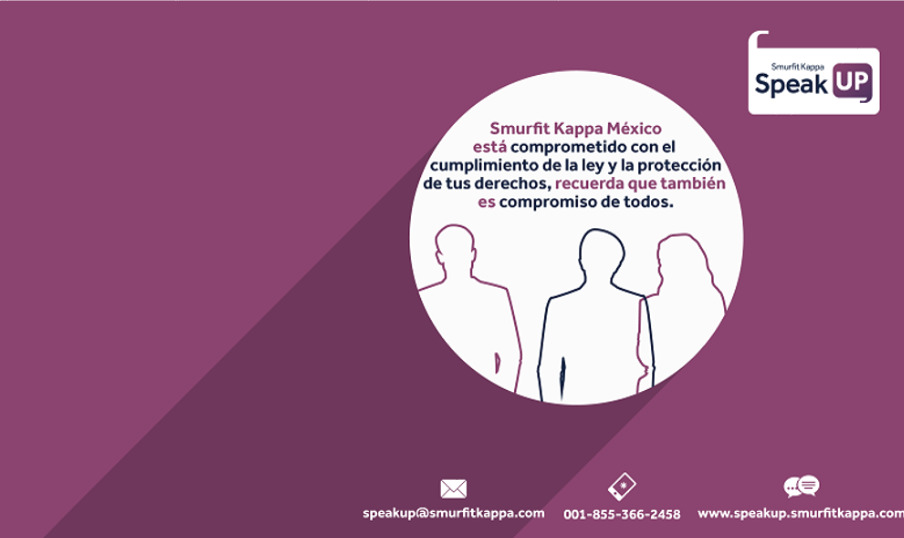 Smurfit Kappa
Speak UP
Smurfit Kappa México
está comprometido con el
cumplimiento de la ley y la protección
de tus derechos, recuerda que también
es compromiso de todos.
speakup@smurfitkappa.com
001-855-366-2458
www.speakup.smurfitkappa.com